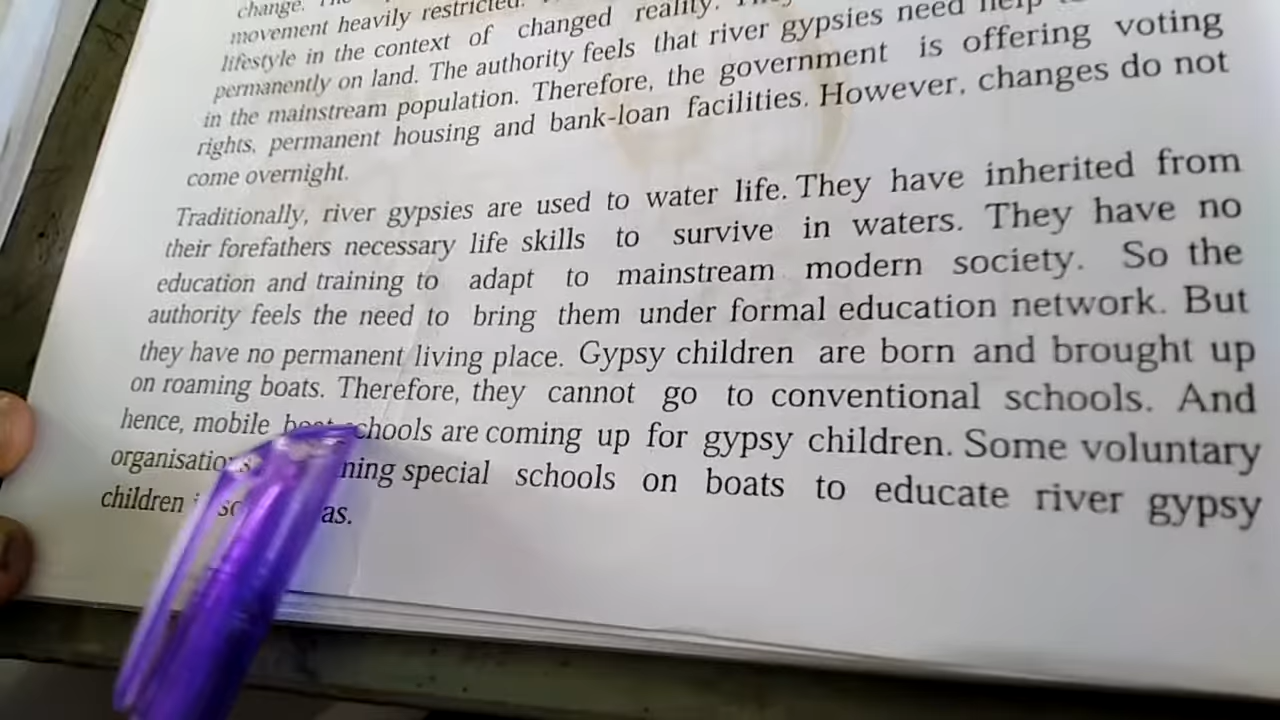 change.
movement heavily restricted.
lifestyle in the context of changed reality.
permanently on land. The authority feels that river gypsies need help
in the mainstream population. Therefore, the government is offering voting
rights, permanent housing and bank-loan facilities. However, changes do not
come overnight.
Traditionally, river gypsies are used to water life. They have inherited from
their forefathers necessary life skills to survive in waters. They have no
education and training to adapt to mainstream modern society. So the
authority feels the need to bring them under formal education network. But
they have no permanent living place. Gypsy children are born and brought up
on roaming boats. Therefore, they cannot go to conventional schools. And
hence, mobile boat schools are coming up for gypsy children. Some voluntary
special schools on boats to educate river gypsy
children